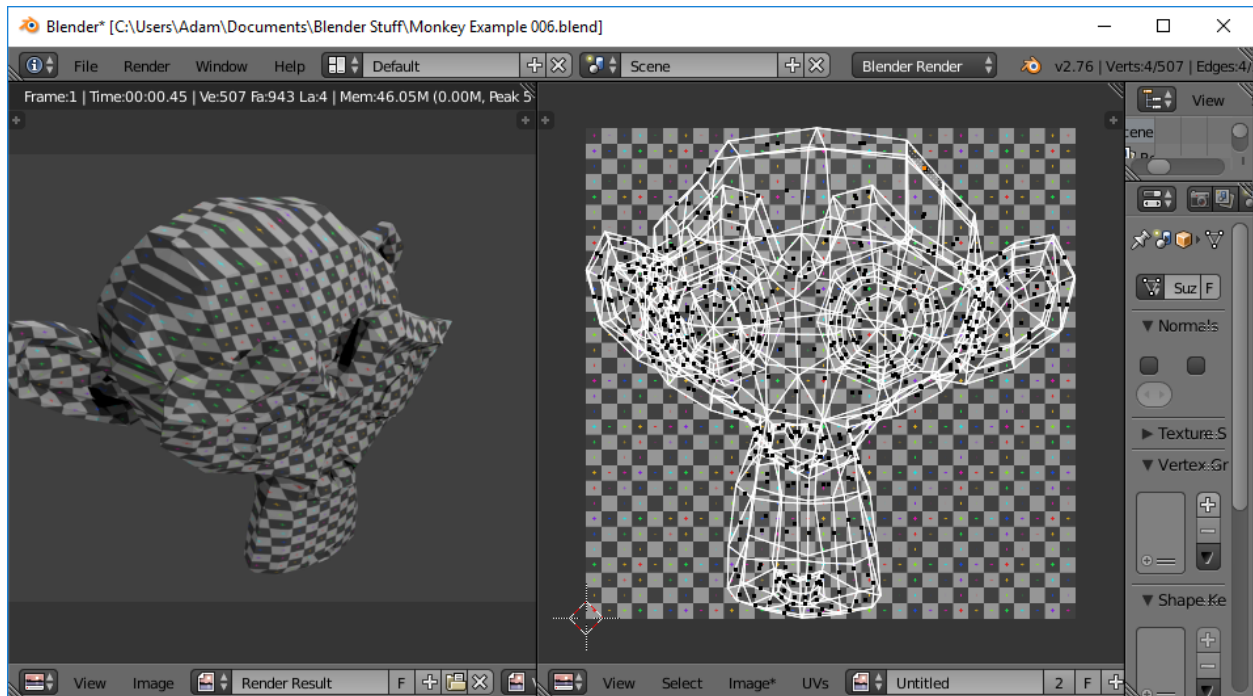 Blender* [C:\Users\Adam\Documents\Blender Stuff\Monkey Example 006.blend]
File Render Window Help Default Scene Blender Render v2.76 | Verts:4/507 | Edges:4/
Frame:1 | Time:00:00.45 | Ve:507 Fa:943 La:4 | Mem:46.05M (0.00M, Peak 5
View
cene
Suz F
Normals
Texture S
Vertex Gr
Shape Ke
View Image Render Result F View Select Image* UVs Untitled 2 F